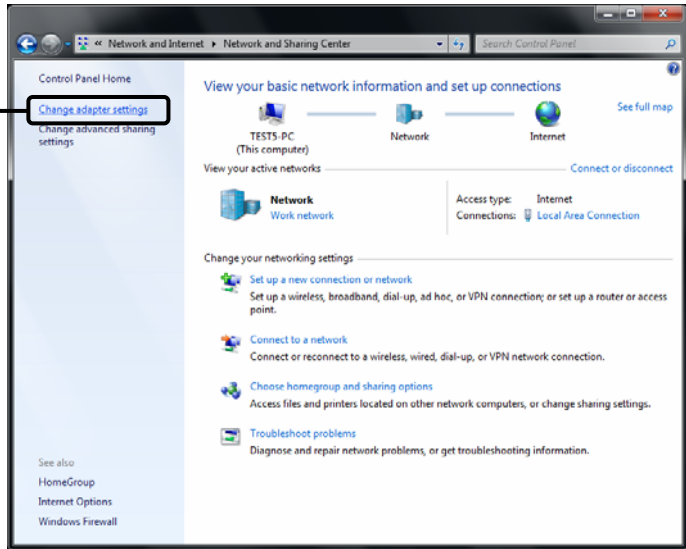 « Network and Internet ▸ Network and Sharing Center
Search Control Panel
Control Panel Home
Change adapter settings
Change advanced sharing
settings
See also
HomeGroup
Internet Options
Windows Firewall
View your basic network information and set up connections
See full map
TEST5-PC
(This computer)
Network
Internet
View your active networks
Connect or disconnect
Network
Work network
Access type: Internet
Connections: Local Area Connection
Change your networking settings
Set up a new connection or network
Set up a wireless, broadband, dial-up, ad hoc, or VPN connection; or set up a router or access
point.
Connect to a network
Connect or reconnect to a wireless, wired, dial-up, or VPN network connection.
Choose homegroup and sharing options
Access files and printers located on other network computers, or change sharing settings.
Troubleshoot problems
Diagnose and repair network problems, or get troubleshooting information.